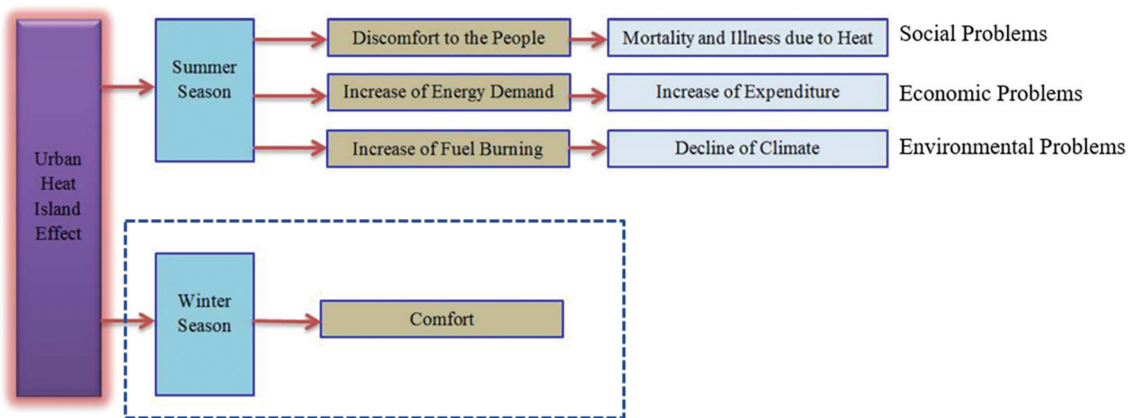 Urban
Heat
Island
Effect
Summer
Season
Discomfort to the People
Mortality and Illness due to Heat
Social Problems
Increase of Energy Demand
Increase of Expenditure
Economic Problems
Increase of Fuel Burning
Decline of Climate
Environmental Problems
Winter
Season
Comfort